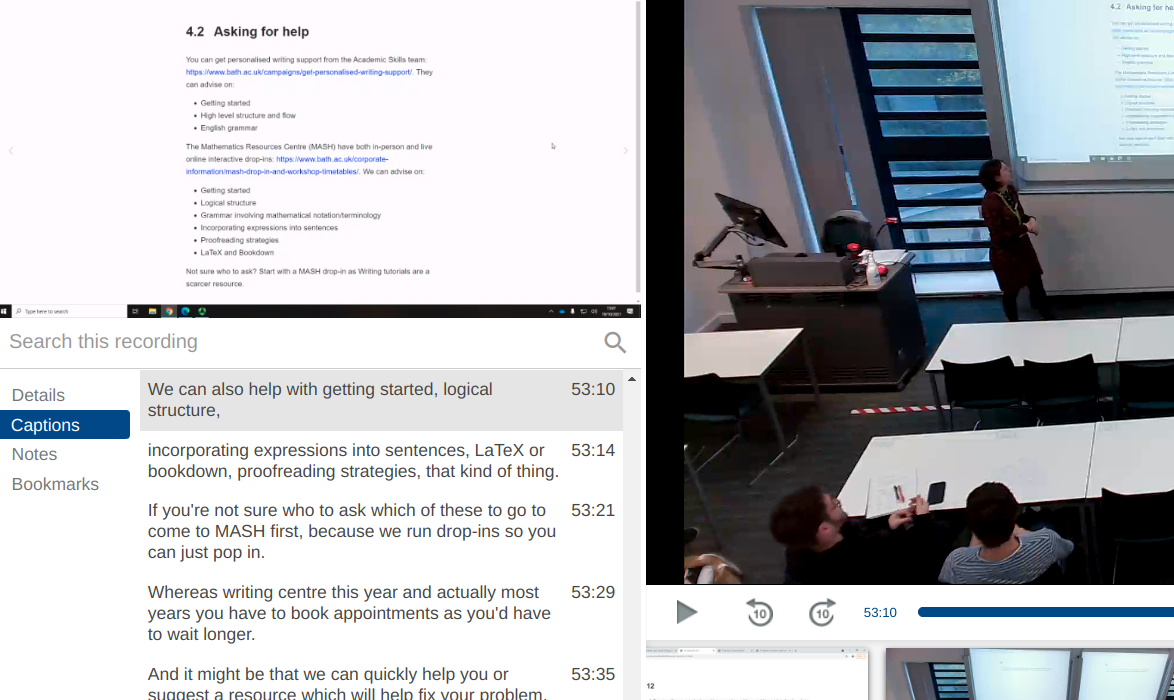 4.2 Asking for help
You can get personalised writing support from the Academic Skills team:
https://www.bath.ac.uk/campaigns/get-personalised-writing-support/. They
can advise on:
• Getting started
• High level structure and flow
• English grammar
The Mathematics Resources Centre (MASH) have both in-person and live
online interactive drop-ins: https://www.bath.ac.uk/corporate-
information/mash-drop-in-and-workshop-timetables/. We can advise on:
• Getting started
• Logical structure
• Grammar involving mathematical notation/terminology
• Incorporating expressions into sentences
• Proofreading strategies
• LaTeX and Bookdown
Not sure who to ask? Start with a MASH drop-in as Writing tutorials are a
scarcer resource.
Type here to search
Search this recording
Details
Captions
Notes
Bookmarks
We can also help with getting started, logical 53:10
structure,
incorporating expressions into sentences, LaTeX or 53:14
bookdown, proofreading strategies, that kind of thing.
If you're not sure who to ask which of these to go to 53:21
come to MASH first, because we run drop-ins so you
can just pop in.
Whereas writing centre this year and actually most 53:29
years you have to book appointments as you'd have
to wait longer.
And it might be that we can quickly help you or 53:35
suggest a resource which will help fix your problem.
4.2 Asking for he
10
10
53:10
12